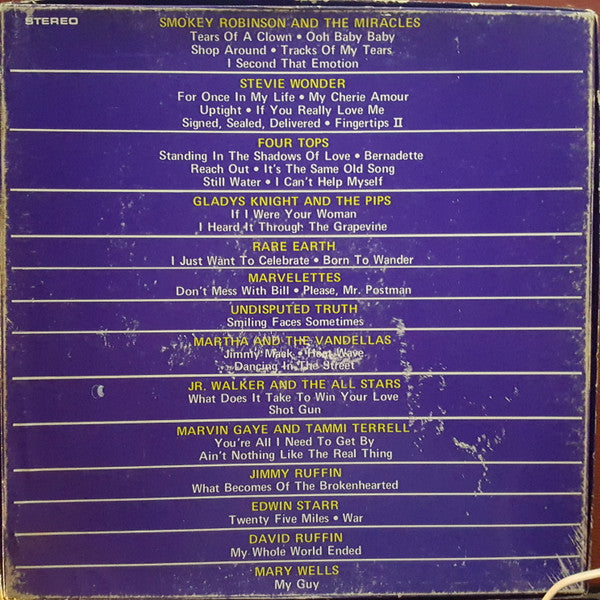 STEREO
SMOKEY ROBINSON AND THE MIRACLES
Tears Of A Clown • Ooh Baby Baby
Shop Around • Tracks Of My Tears
I Second That Emotion
STEVIE WONDER
For Once In My Life • My Cherie Amour
Uptight • If You Really Love Me
Signed, Sealed, Delivered • Fingertips II
FOUR TOPS
Standing In The Shadows Of Love • Bernadette
Reach Out • It's The Same Old Song
Still Water • I Can't Help Myself
GLADYS KNIGHT AND THE PIPS
If I Were Your Woman
I Heard It Through The Grapevine
RARE EARTH
I Just Want To Celebrate • Born To Wander
MARVELETTES
Don't Mess With Bill • Please, Mr. Postman
UNDISPUTED TRUTH
Smiling Faces Sometimes
MARTHA AND THE VANDELLAS
Jimmy Mack • Heat Wave
Dancing In The Street
JR. WALKER AND THE ALL STARS
What Does It Take To Win Your Love
Shot Gun
MARVIN GAYE AND TAMMI TERRELL
You're All I Need To Get By
Ain't Nothing Like The Real Thing
JIMMY RUFFIN
What Becomes Of The Brokenhearted
EDWIN STARR
Twenty Five Miles • War
DAVID RUFFIN
My Whole World Ended
MARY WELLS
My Guy